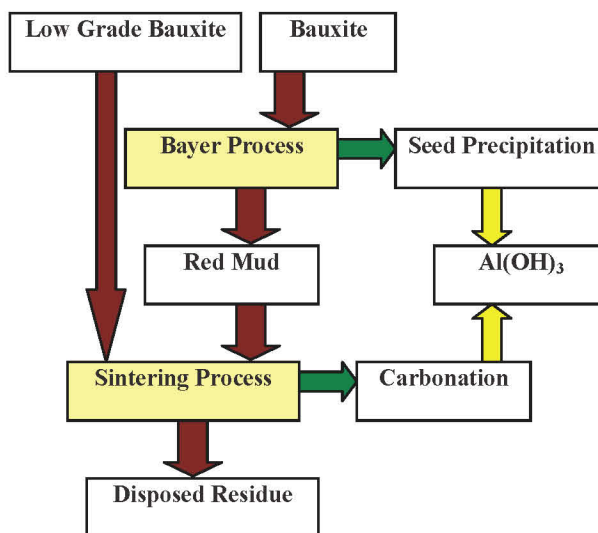 Low Grade Bauxite
Bauxite
Bayer Process
Seed Precipitation
Red Mud
Al(OH)₃
Sintering Process
Carbonation
Disposed Residue